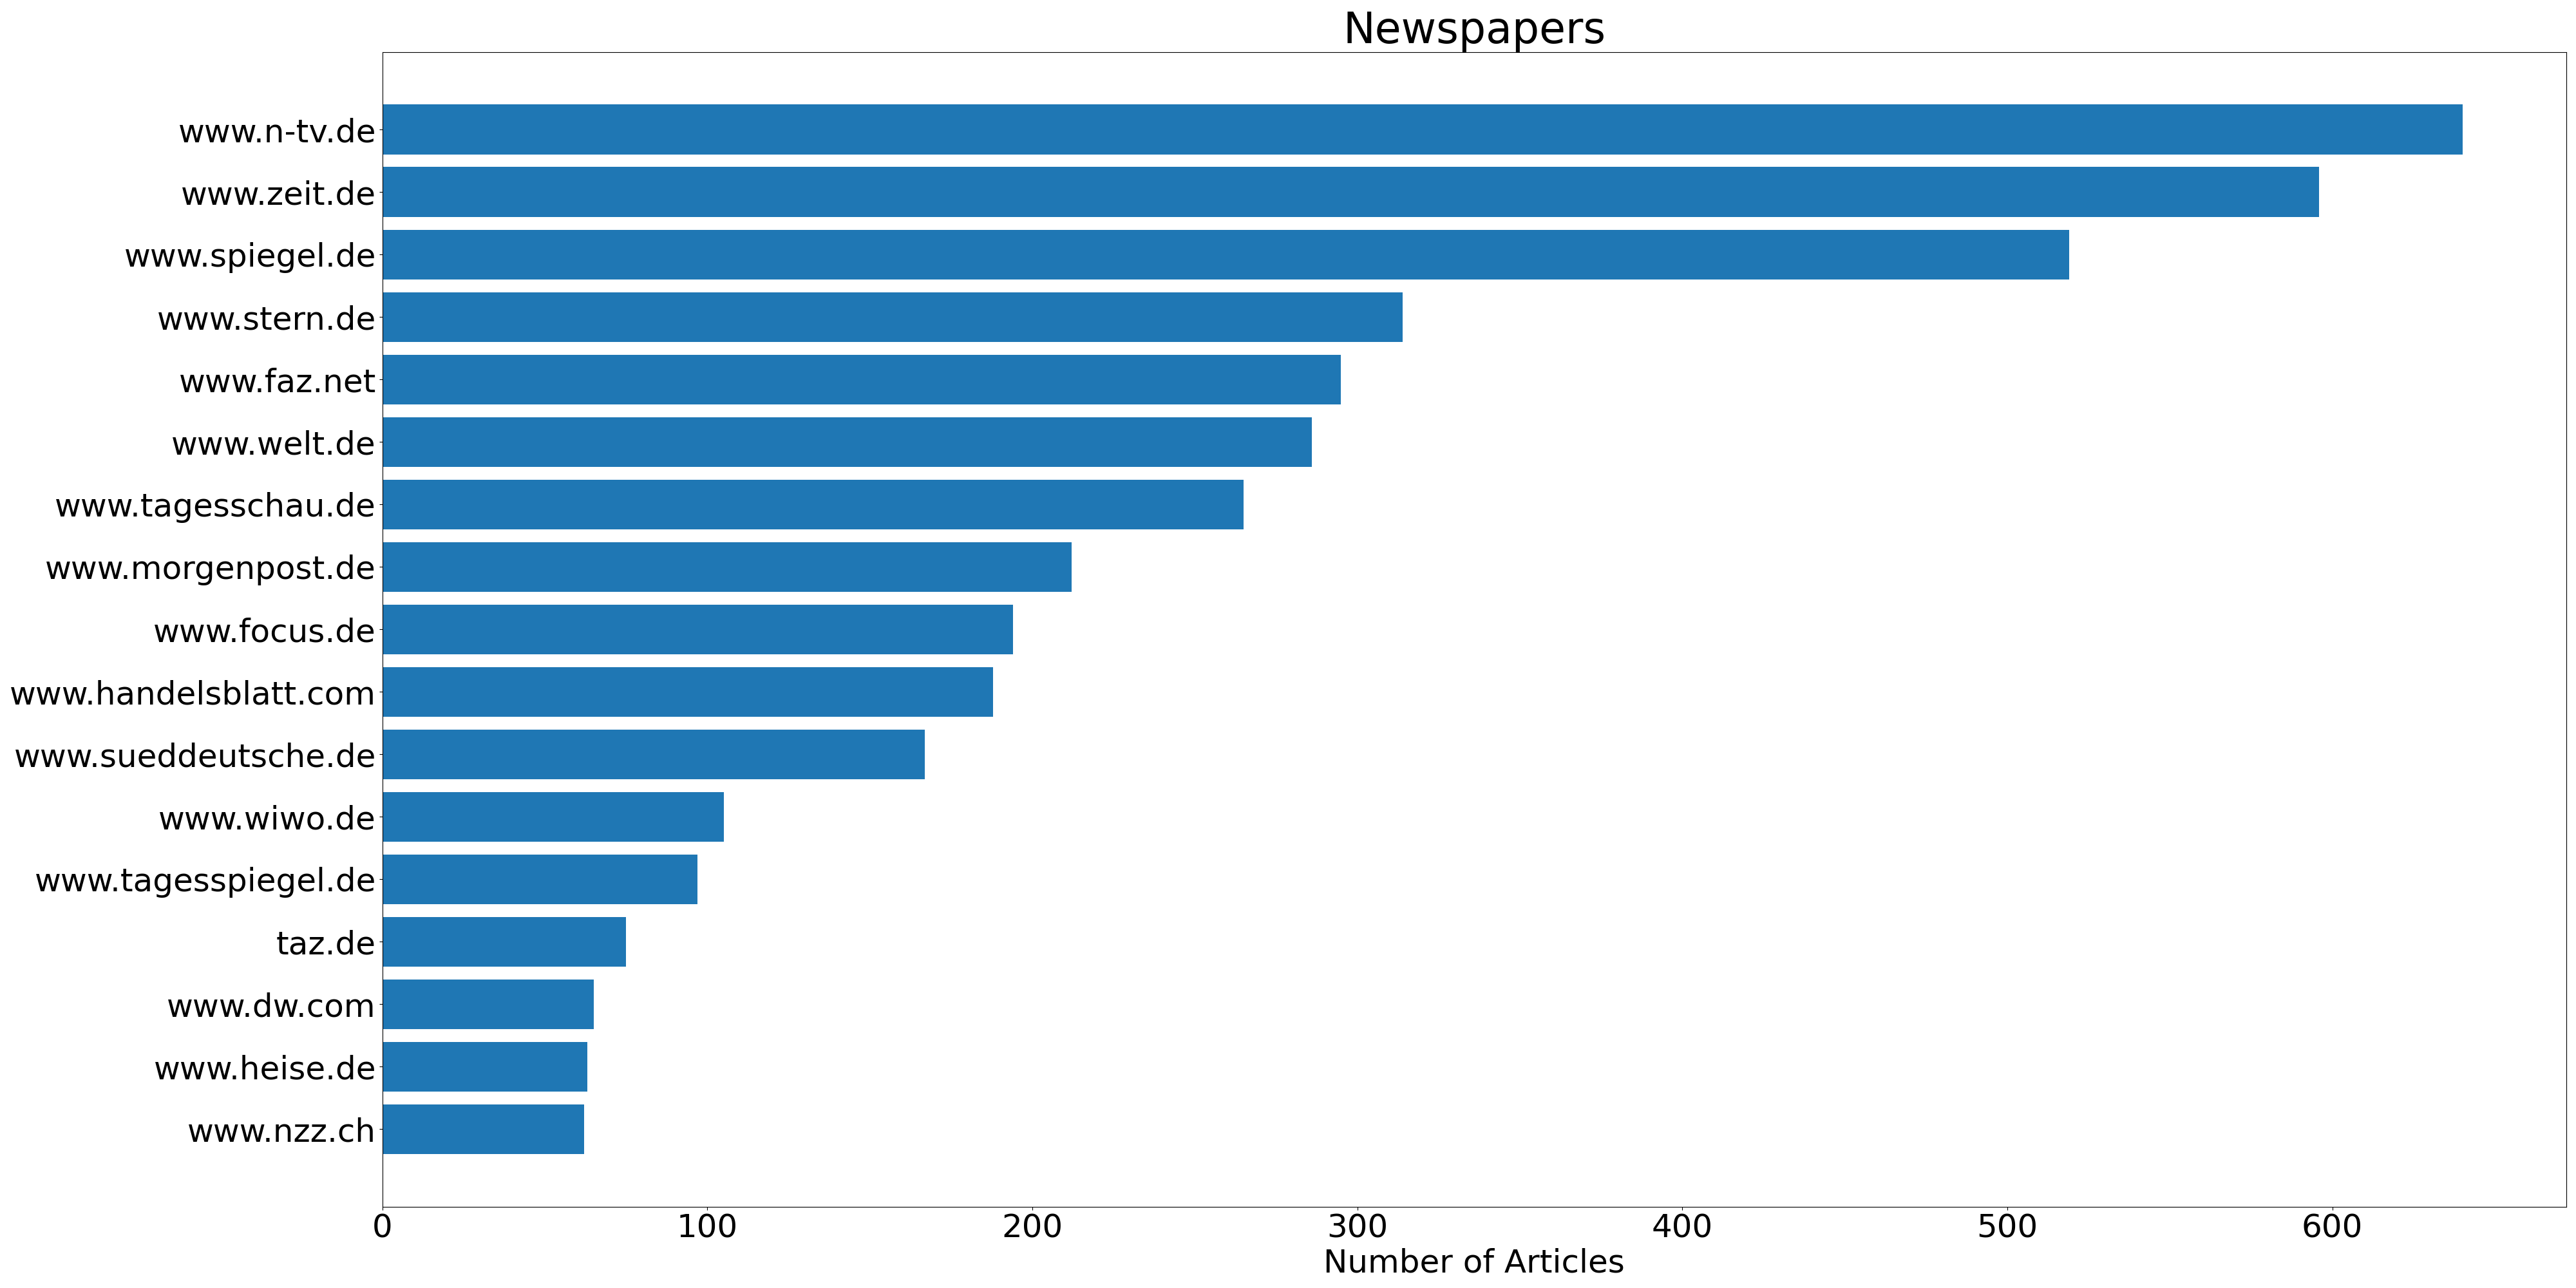 Newspapers
www.n-tv.de
www.zeit.de
www.spiegel.de
www.stern.de
www.faz.net
www.welt.de
www.tagesschau.de
www.morgenpost.de
www.focus.de
www.handelsblatt.com
www.sueddeutsche.de
www.wiwo.de
www.tagesspiegel.de
taz.de
www.dw.com
www.heise.de
www.nzz.ch
0 100 200 300 400 500 600
Number of Articles